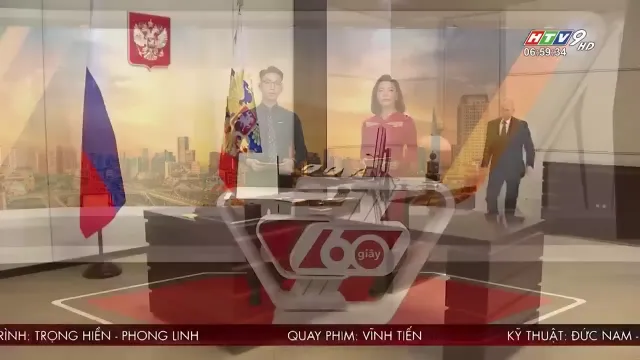 HTV9 HD
06:59:34
60 giây
RÌNH: TRỌNG HIỀN - PHONG LINH QUAY PHIM: VĨNH TIẾN KỸ THUẬT: ĐỨC NAM -